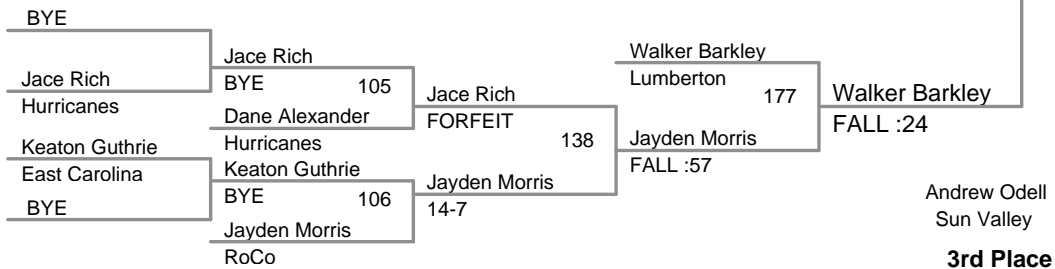 BYE
Jace Rich
Hurricanes
Keaton Guthrie
East Carolina
BYE
Jace Rich
BYE 105
Dane Alexander
Hurricanes
Keaton Guthrie
BYE 106
Jayden Morris
RoCo
Jace Rich
FORFEIT
138
Jayden Morris
14-7
Walker Barkley
Lumberton
177
Jayden Morris
FALL :57
Walker Barkley
FALL :24
Andrew Odell
Sun Valley
3rd Place